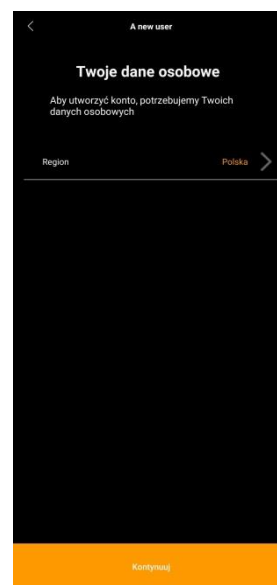 A new user
Twoje dane osobowe
Aby utworzyć konto, potrzebujemy Twoich
danych osobowych
Region Polska
Kontynuuj